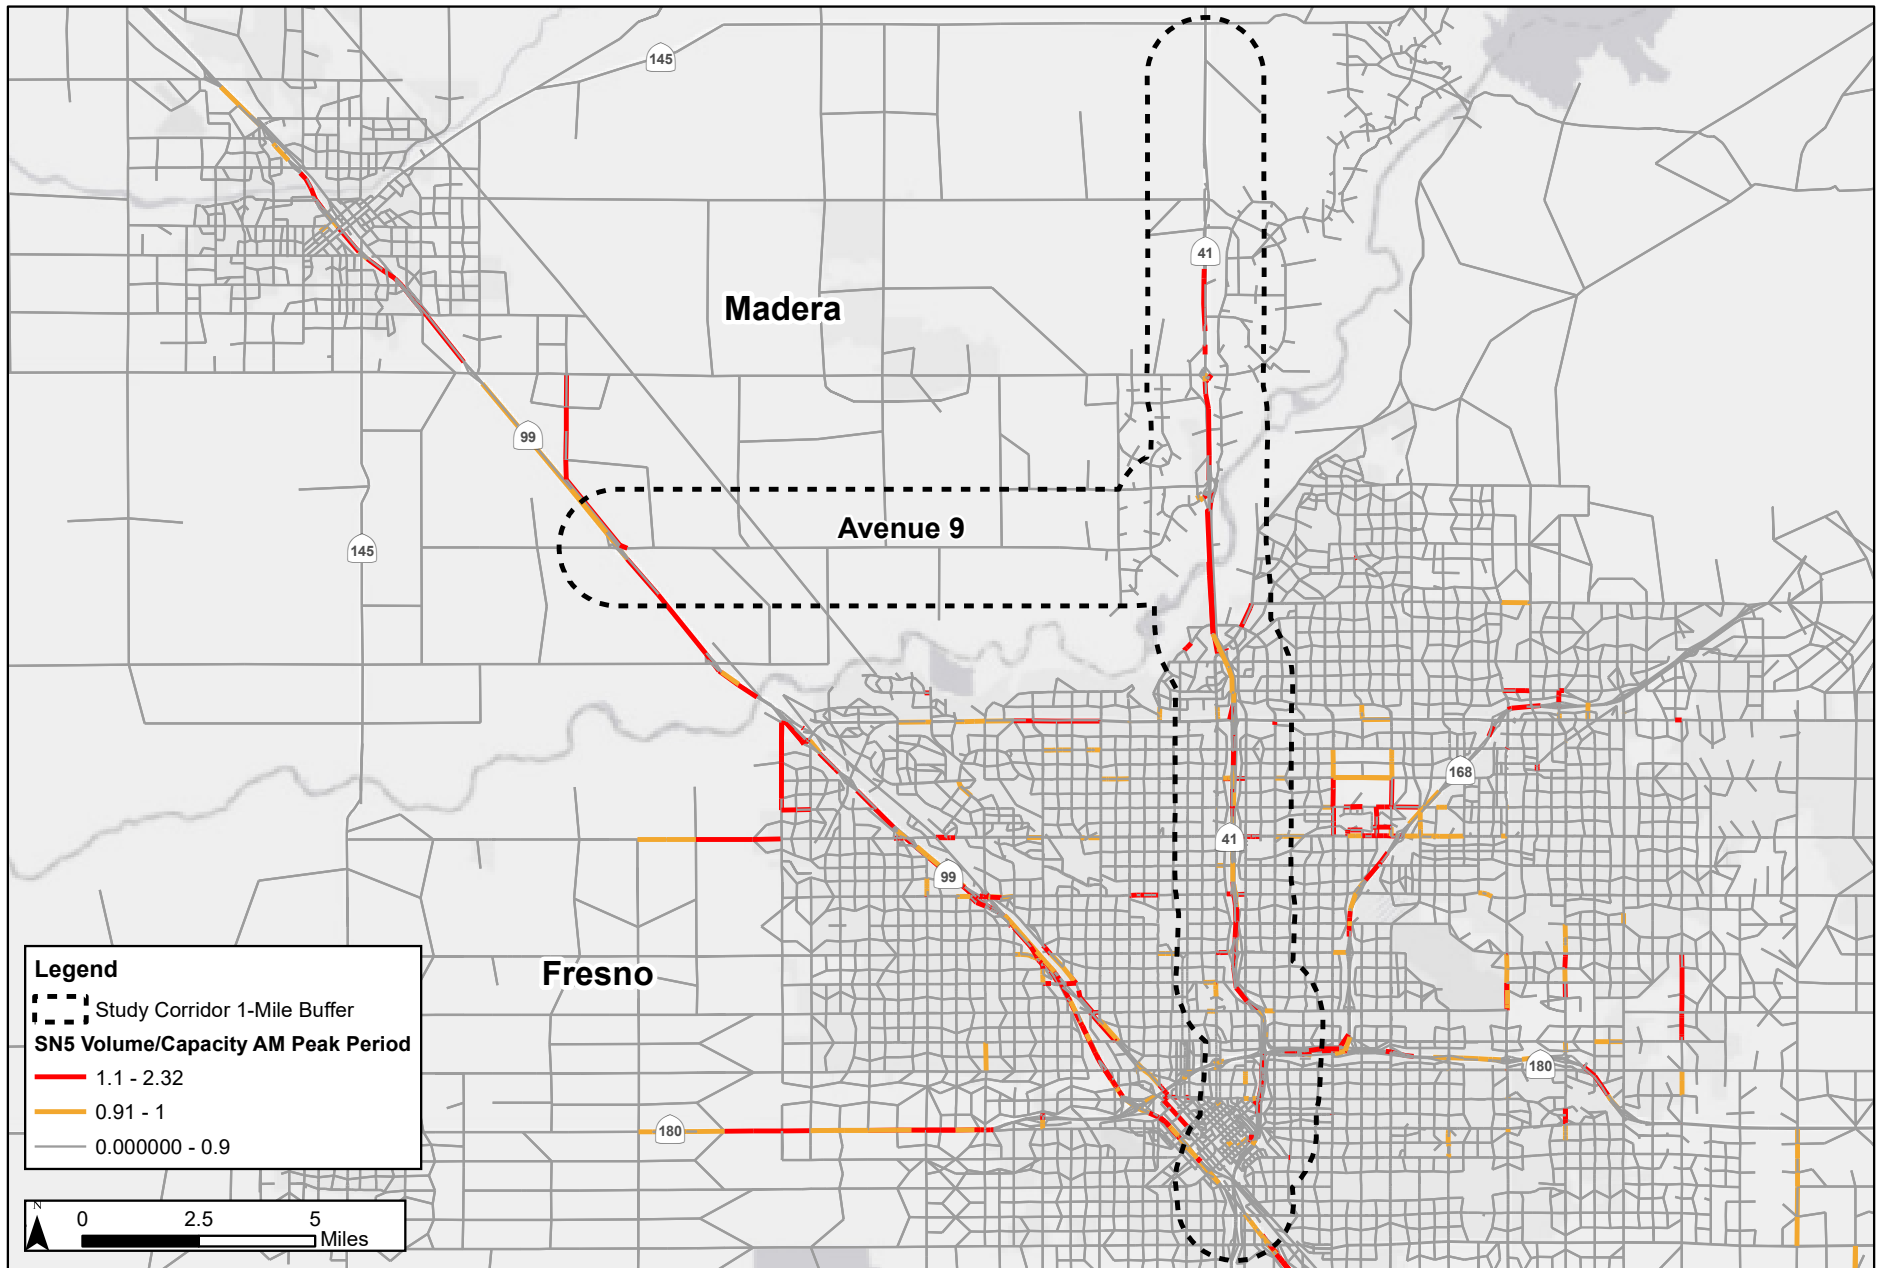 145
41
Madera
99
Avenue 9
145
168
41
99
Fresno
180
180
Legend
Study Corridor 1-Mile Buffer
SN5 Volume/Capacity AM Peak Period
1.1 - 2.32
0.91 - 1
0.000000 - 0.9
N
0 2.5 5
Miles